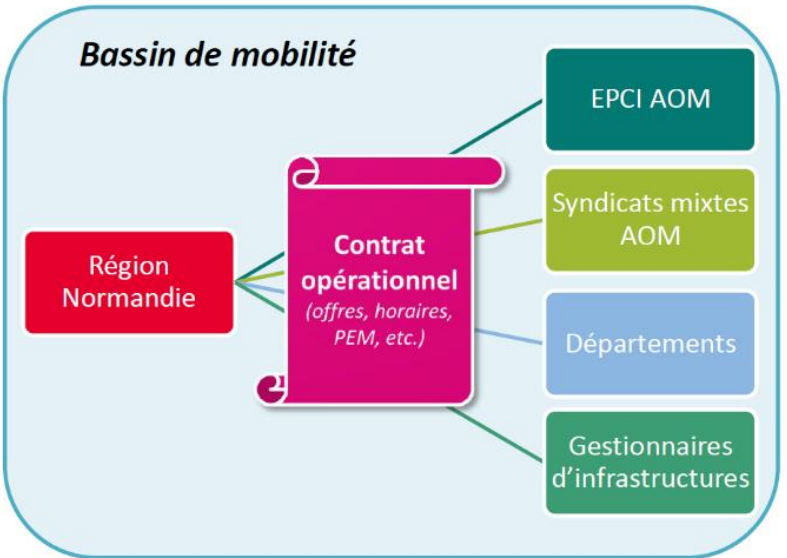 Bassin de mobilité
EPCI AOM
Syndicats mixtes
AOM
Région
Normandie
Contrat
opérationnel
(offres, horaires,
PEM, etc.)
Départements
Gestionnaires
d'infrastructures